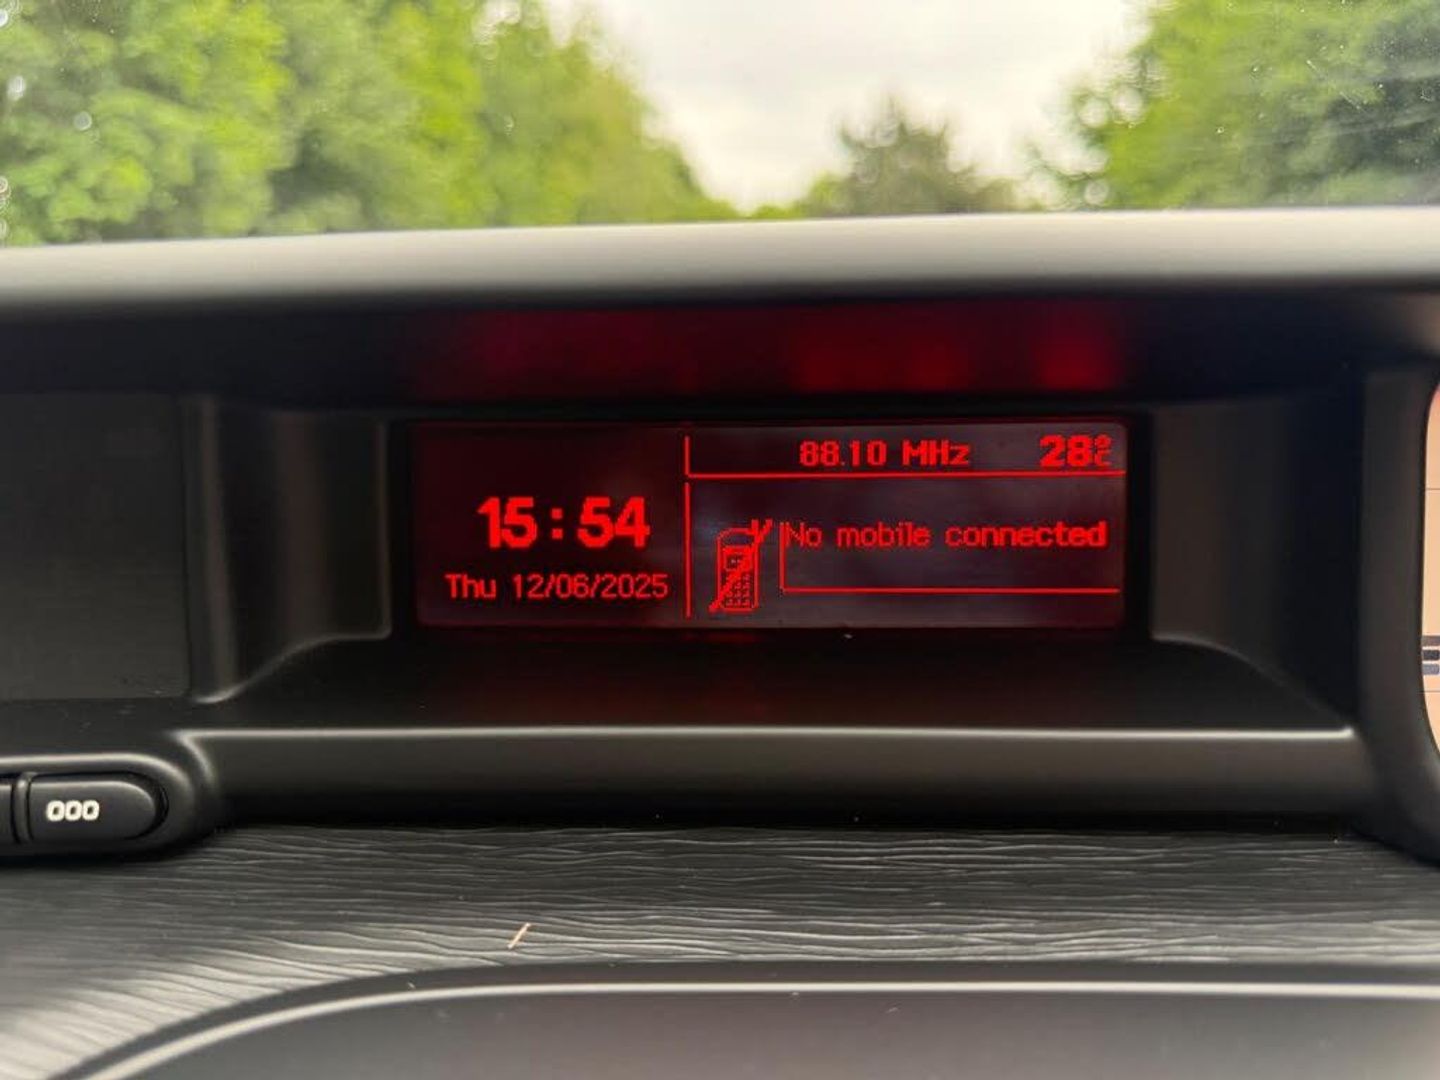 88.10 MHz 28°C
15:54
No mobile connected
Thu 12/06/2025
000